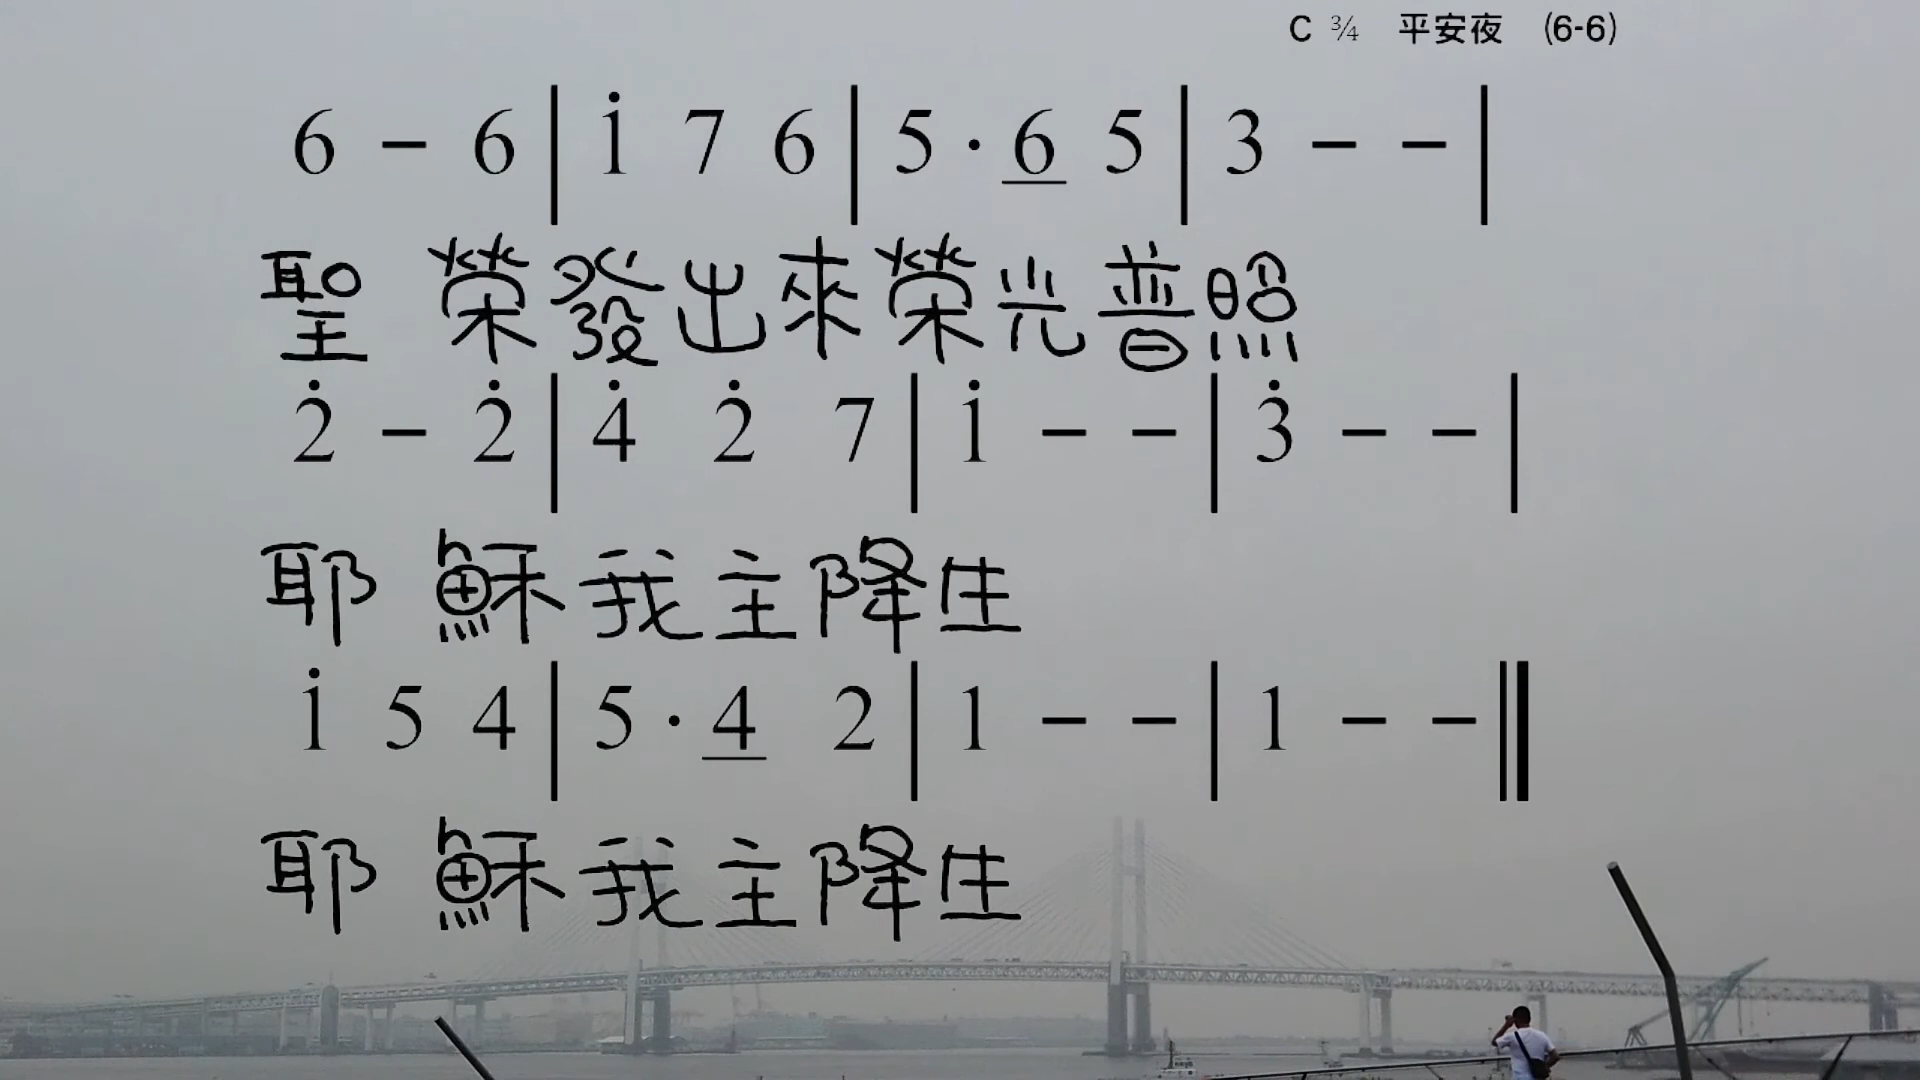 C ¾ 平安夜 (6-6)
6 - 6 | i̇ 7 6 | 5 · 6̲ 5 | 3 - - |
聖 榮發出來榮光普照
2̇ - 2̇ | 4̇ 2̇ 7 | i̇ - - | 3̇ - - |
耶 穌我主降生
i̇ 5 4 | 5 · 4̲ 2 | 1 - - | 1 - - ‖
耶 穌我主降生